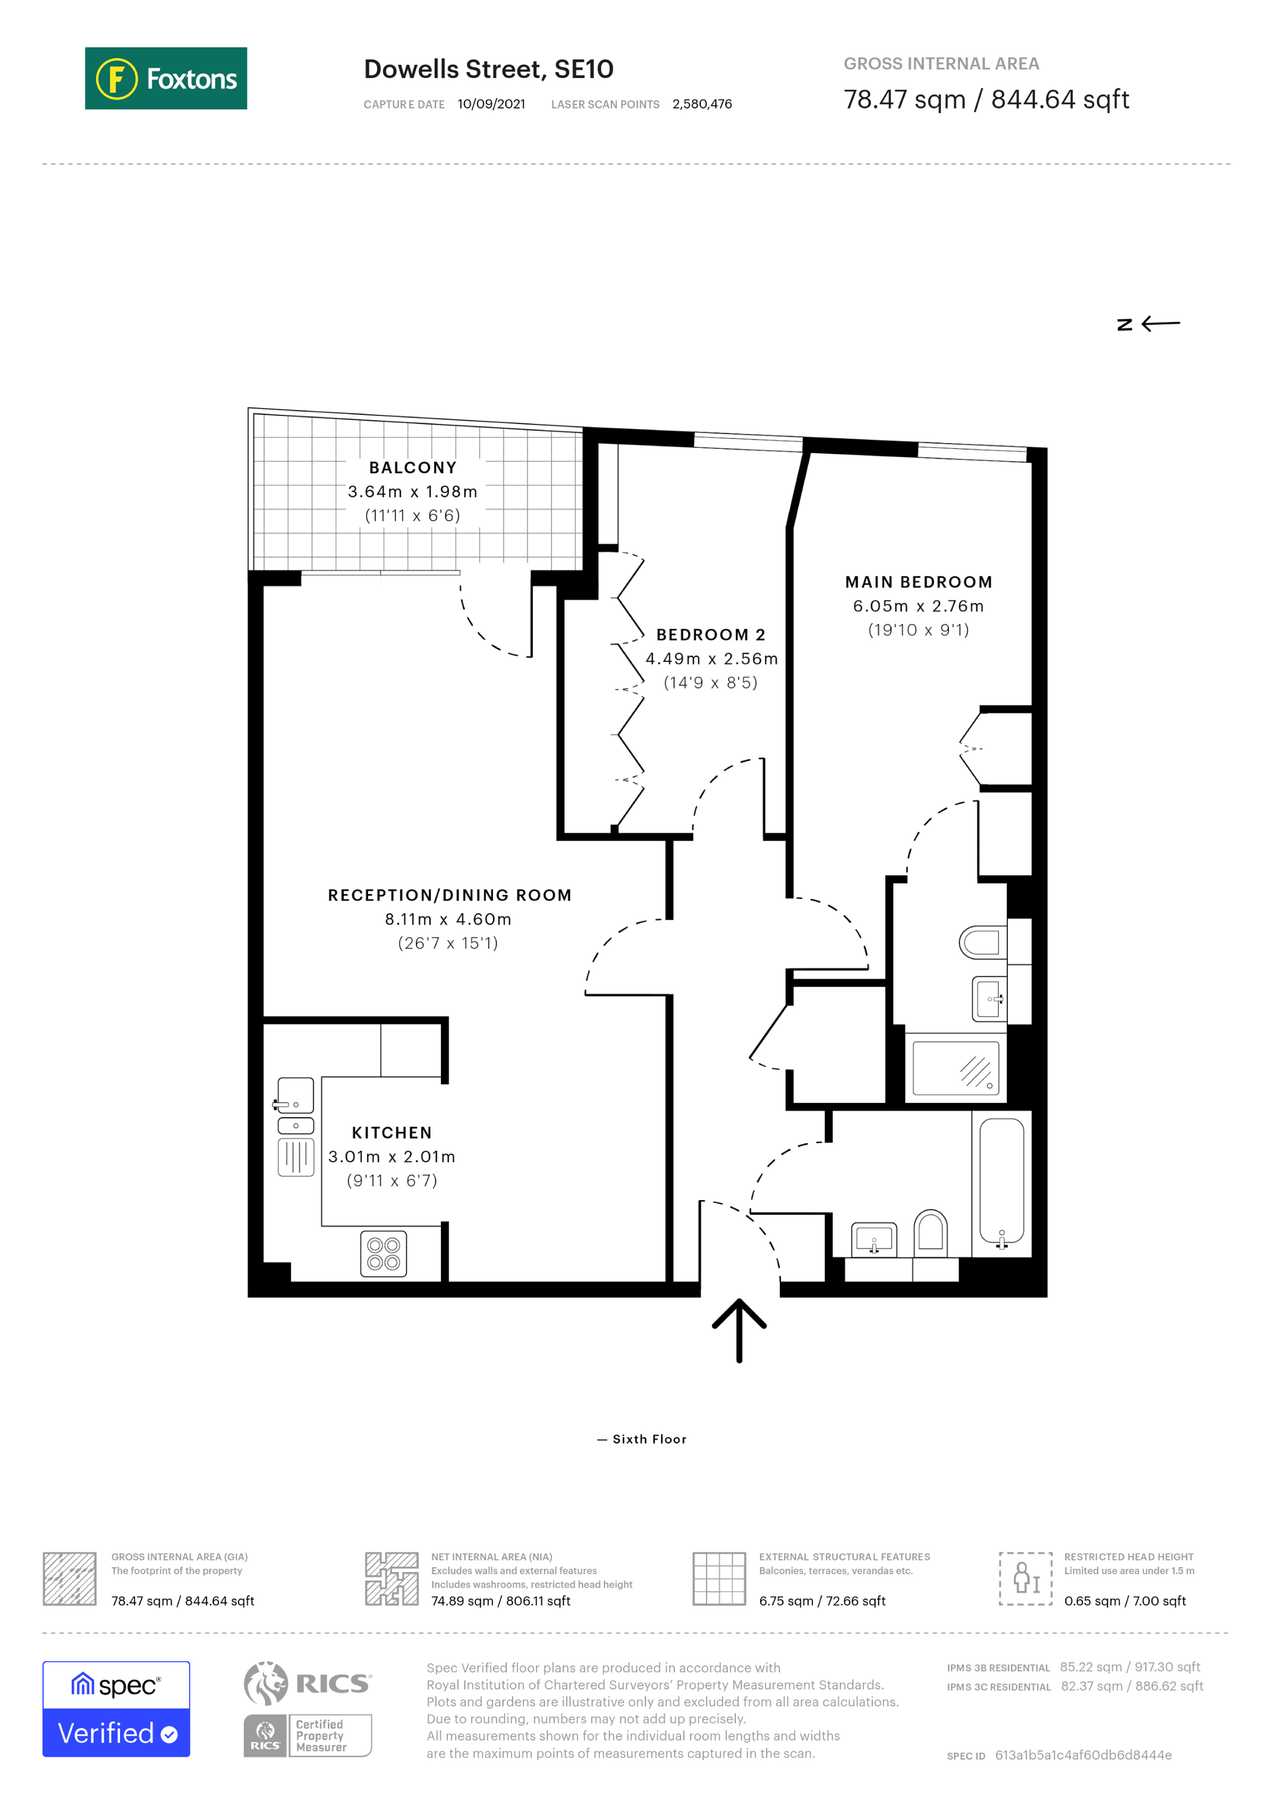 Foxtons
Dowells Street, SE10
CAPTURE DATE 10/09/2021 LASER SCAN POINTS 2,580,476
GROSS INTERNAL AREA
78.47 sqm / 844.64 sqft
N
BALCONY
3.64m x 1.98m
(11'11 x 6'6)
MAIN BEDROOM
6.05m x 2.76m
(19'10 x 9'1)
BEDROOM 2
4.49m x 2.56m
(14'9 x 8'5)
RECEPTION/DINING ROOM
8.11m x 4.60m
(26'7 x 15'1)
KITCHEN
3.01m x 2.01m
(9'11 x 6'7)
— Sixth Floor
GROSS INTERNAL AREA (GIA)
The footprint of the property
78.47 sqm / 844.64 sqft
NET INTERNAL AREA (NIA)
Excludes walls and external features
Includes washrooms, restricted head height
74.89 sqm / 806.11 sqft
EXTERNAL STRUCTURAL FEATURES
Balconies, terraces, verandas etc.
6.75 sqm / 72.66 sqft
RESTRICTED HEAD HEIGHT
Limited use area under 1.5 m
0.65 sqm / 7.00 sqft
spec®
Verified
RICS®
RICS Certified
Property
Measurer
Spec Verified floor plans are produced in accordance with
Royal Institution of Chartered Surveyors' Property Measurement Standards.
Plots and gardens are illustrative only and excluded from all area calculations.
Due to rounding, numbers may not add up precisely.
All measurements shown for the individual room lengths and widths
are the maximum points of measurements captured in the scan.
IPMS 3B RESIDENTIAL 85.22 sqm / 917.30 sqft
IPMS 3C RESIDENTIAL 82.37 sqm / 886.62 sqft
SPEC ID 613a1b5a1c4af60db6d8444e